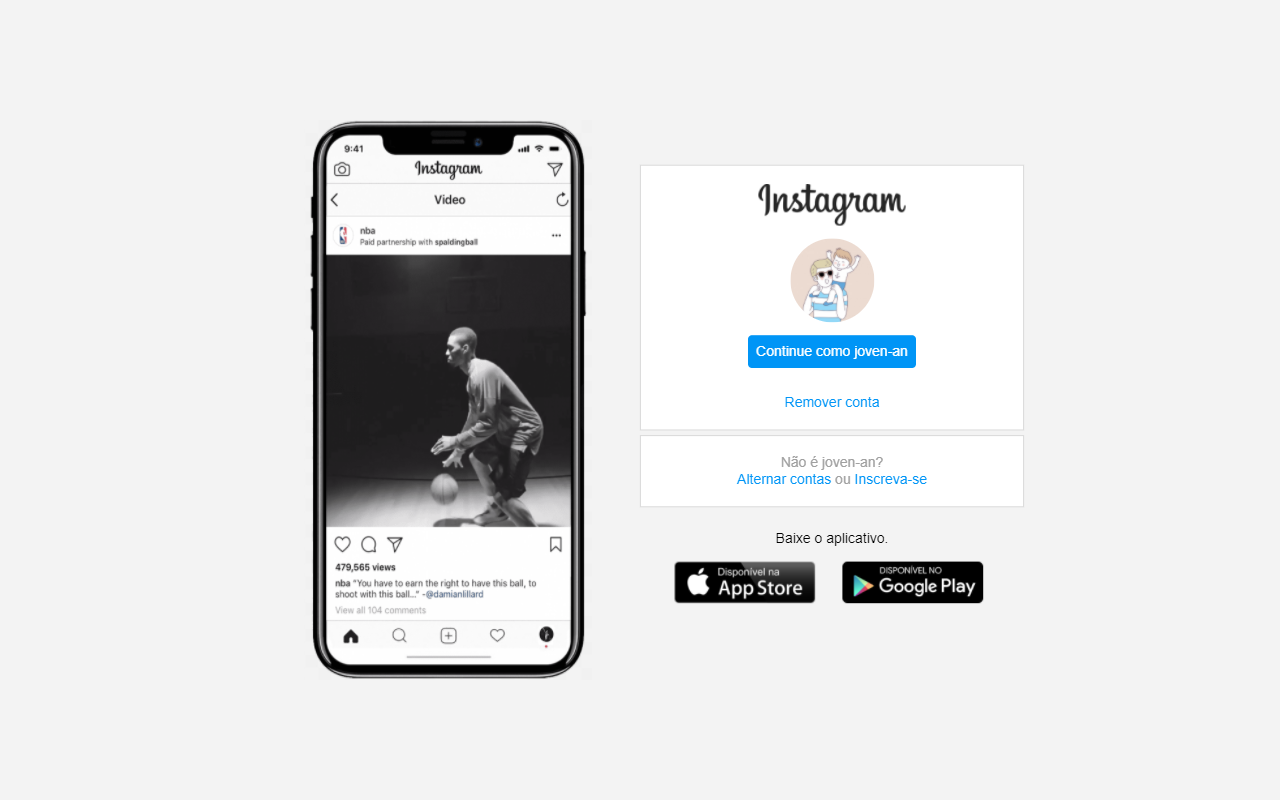 9:41
Instagram
Video
nba
Paid partnership with spaldingball
479,565 views
nba "You have to earn the right to have this ball, to
shoot with this ball..." -@damianlillard
View all 104 comments
Instagram
Continue como joven-an
Remover conta
Não é joven-an?
Alternar contas ou Inscreva-se
Baixe o aplicativo.
Disponível na
App Store
DISPONÍVEL NO
Google Play